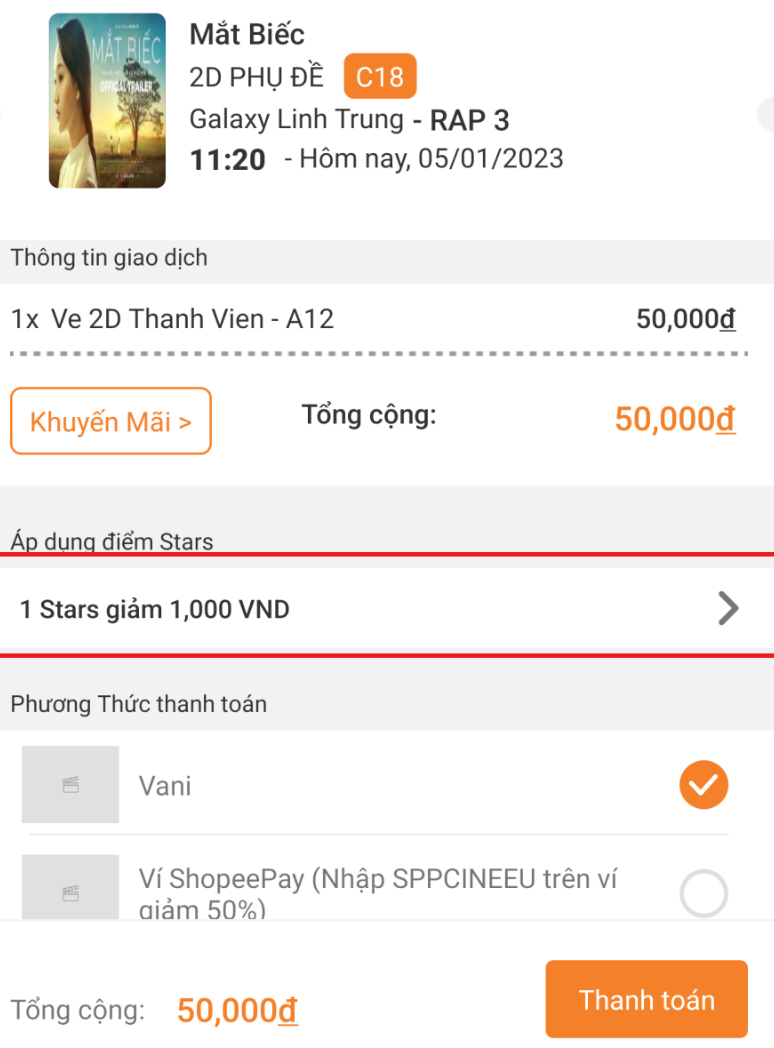 MẮT BIẾC
OFFICIAL TRAILER
Mắt Biếc
2D PHỤ ĐỀ C18
Galaxy Linh Trung - RAP 3
11:20 - Hôm nay, 05/01/2023
Thông tin giao dịch
1x Ve 2D Thanh Vien - A12 50,000đ
Khuyến Mãi > Tổng cộng: 50,000đ
Áp dụng điểm Stars
1 Stars giảm 1,000 VND
Phương Thức thanh toán
Vani
Ví ShopeePay (Nhập SPPCINEEU trên ví
giảm 50%)
Tổng cộng: 50,000đ Thanh toán